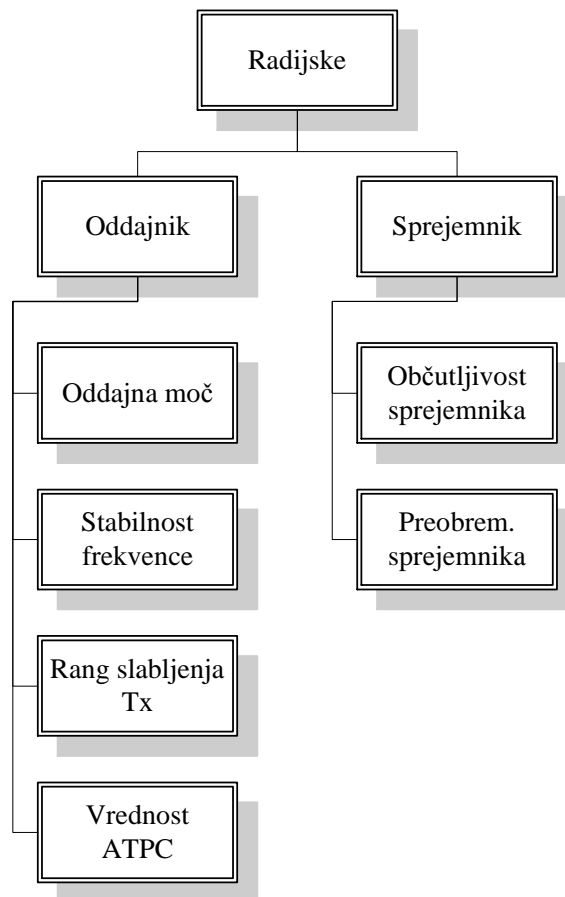 Radijske
Oddajnik
Sprejemnik
Oddajna moč
Občutljivost
sprejemnika
Stabilnost
frekvence
Preobrem.
sprejemnika
Rang slabljenja
Tx
Vrednost
ATPC